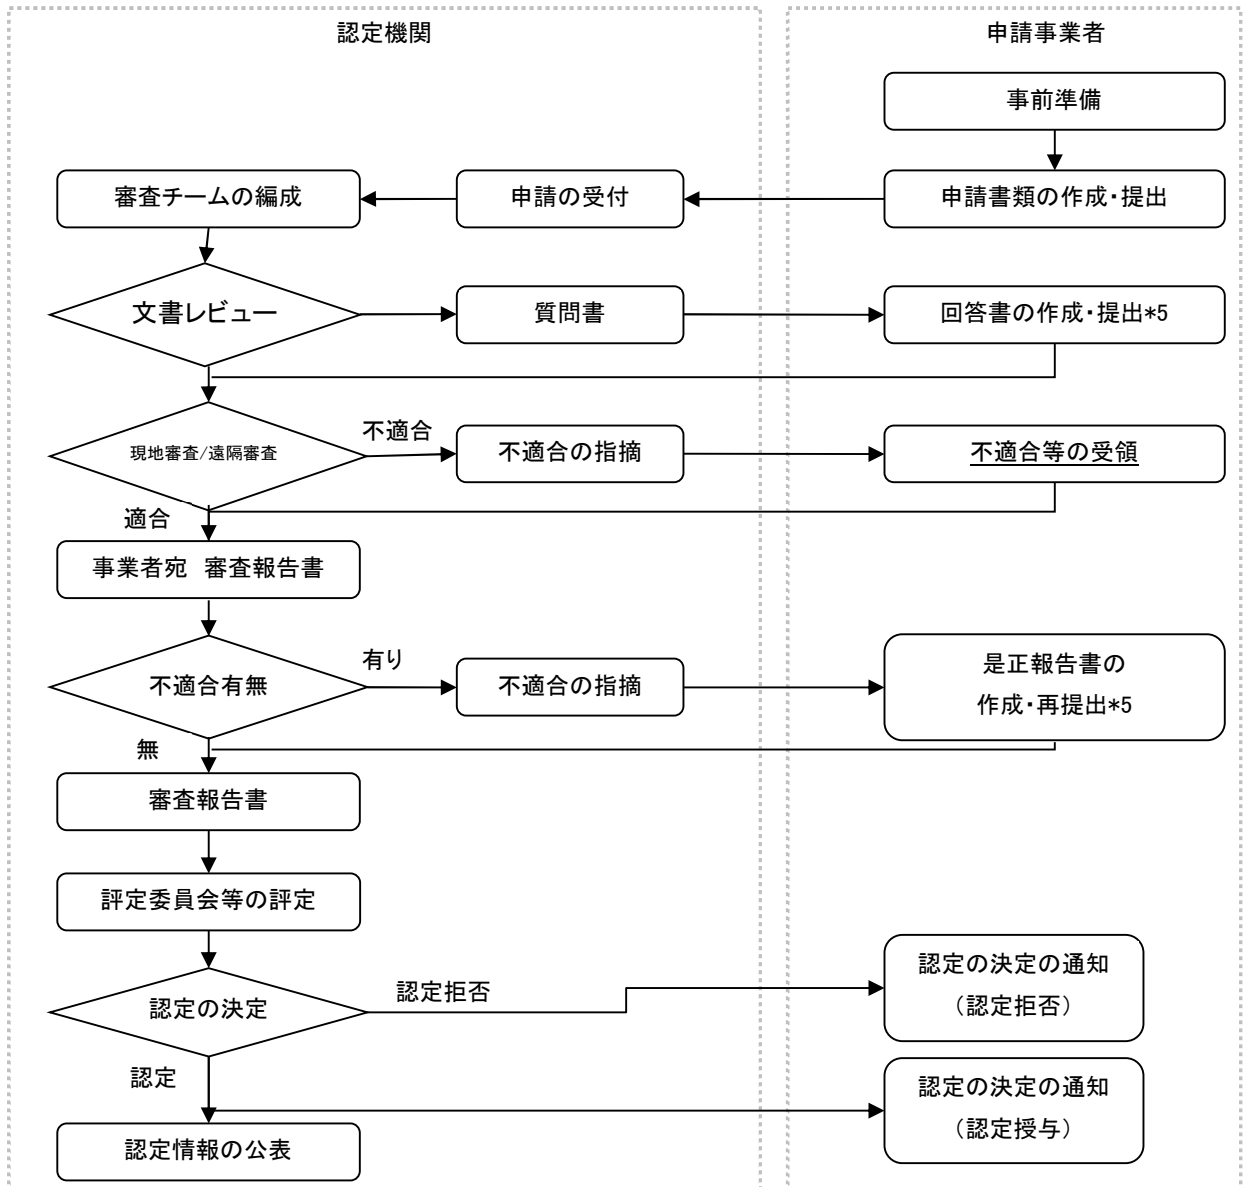 認定機関
申請事業者
事前準備
審査チームの編成
申請の受付
申請書類の作成・提出
文書レビュー
質問書
回答書の作成・提出*5
現地審査/遠隔審査
不適合
不適合の指摘
不適合等の受領
適合
事業者宛　審査報告書
不適合有無
有り
不適合の指摘
是正報告書の
作成・再提出*5
無
審査報告書
評定委員会等の評定
認定の決定
認定拒否
認定の決定の通知
（認定拒否）
認定
認定の決定の通知
（認定授与）
認定情報の公表